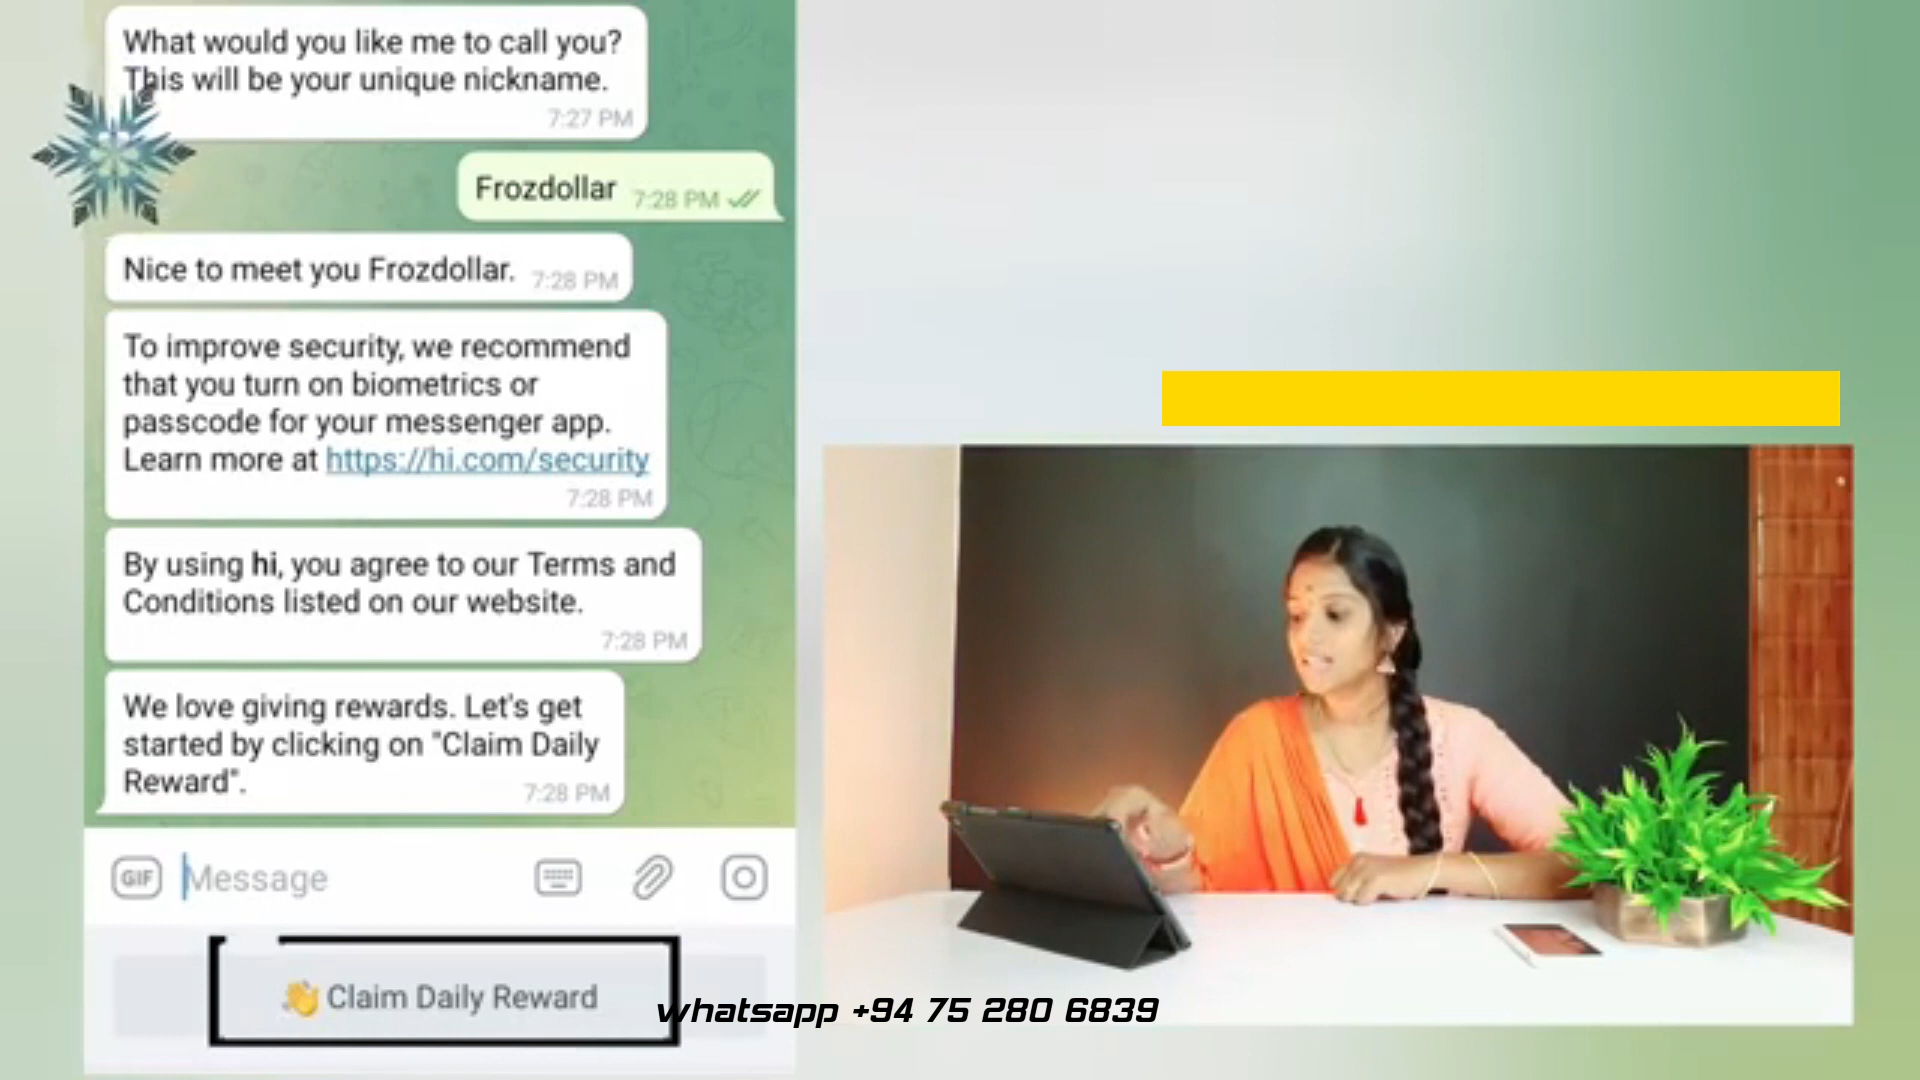 What would you like me to call you?
This will be your unique nickname.
7:27 PM
Frozdollar 7:28 PM
Nice to meet you Frozdollar. 7:28 PM
To improve security, we recommend
that you turn on biometrics or
passcode for your messenger app.
Learn more at https://hi.com/security
7:28 PM
By using hi, you agree to our Terms and
Conditions listed on our website.
7:28 PM
We love giving rewards. Let's get
started by clicking on "Claim Daily
Reward".
7:28 PM
GIF Message
👋 Claim Daily Reward
whatsapp +94 75 280 6839